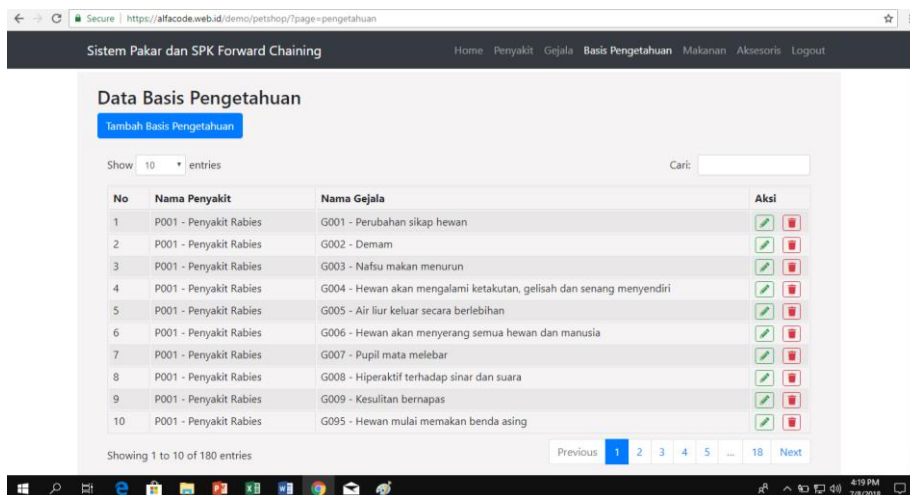 Secure | https://alfacode.web.id/demo/petshop/?page=pengetahuan
Sistem Pakar dan SPK Forward Chaining Home Penyakit Gejala Basis Pengetahuan Makanan Aksesoris Logout
Data Basis Pengetahuan
Tambah Basis Pengetahuan
Show 10 entries Cari:
No Nama Penyakit Nama Gejala Aksi
1 P001 - Penyakit Rabies G001 - Perubahan sikap hewan
2 P001 - Penyakit Rabies G002 - Demam
3 P001 - Penyakit Rabies G003 - Nafsu makan menurun
4 P001 - Penyakit Rabies G004 - Hewan akan mengalami ketakutan, gelisah dan senang menyendiri
5 P001 - Penyakit Rabies G005 - Air liur keluar secara berlebihan
6 P001 - Penyakit Rabies G006 - Hewan akan menyerang semua hewan dan manusia
7 P001 - Penyakit Rabies G007 - Pupil mata melebar
8 P001 - Penyakit Rabies G008 - Hiperaktif terhadap sinar dan suara
9 P001 - Penyakit Rabies G009 - Kesulitan bernapas
10 P001 - Penyakit Rabies G095 - Hewan mulai memakan benda asing
Showing 1 to 10 of 180 entries Previous 1 2 3 4 5 ... 18 Next
4:19 PM
7/8/2018